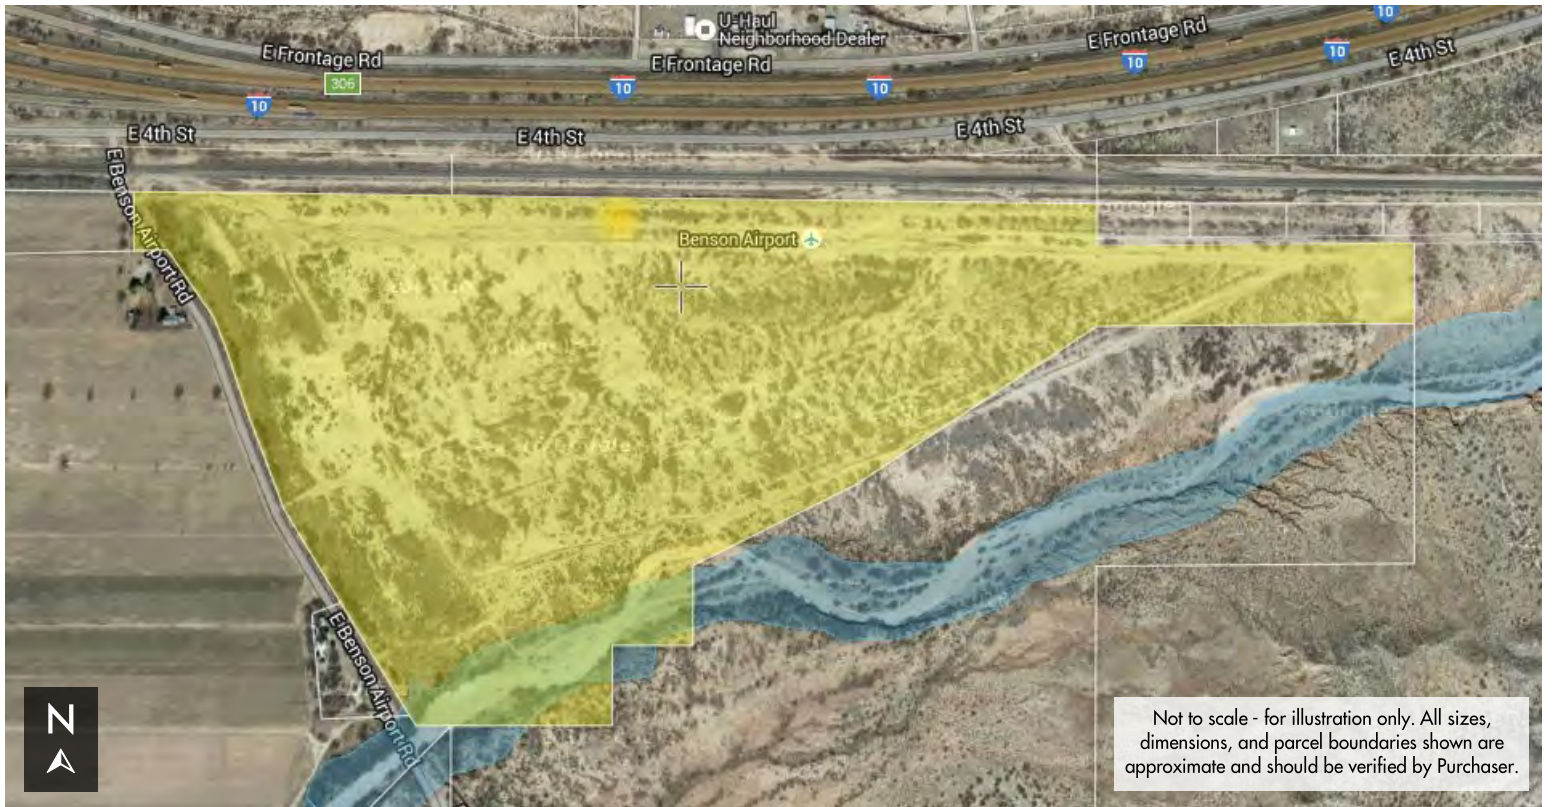 U-Haul
Neighborhood Dealer
E Frontage Rd
E Frontage Rd
E Frontage Rd
10
306
10
10
10
10
10
E 4th St
E 4th St
E 4th St
E 4th St
E Benson Airport Rd
Benson Airport
E Benson Airport Rd
N
Not to scale - for illustration only. All sizes,
dimensions, and parcel boundaries shown are
approximate and should be verified by Purchaser.